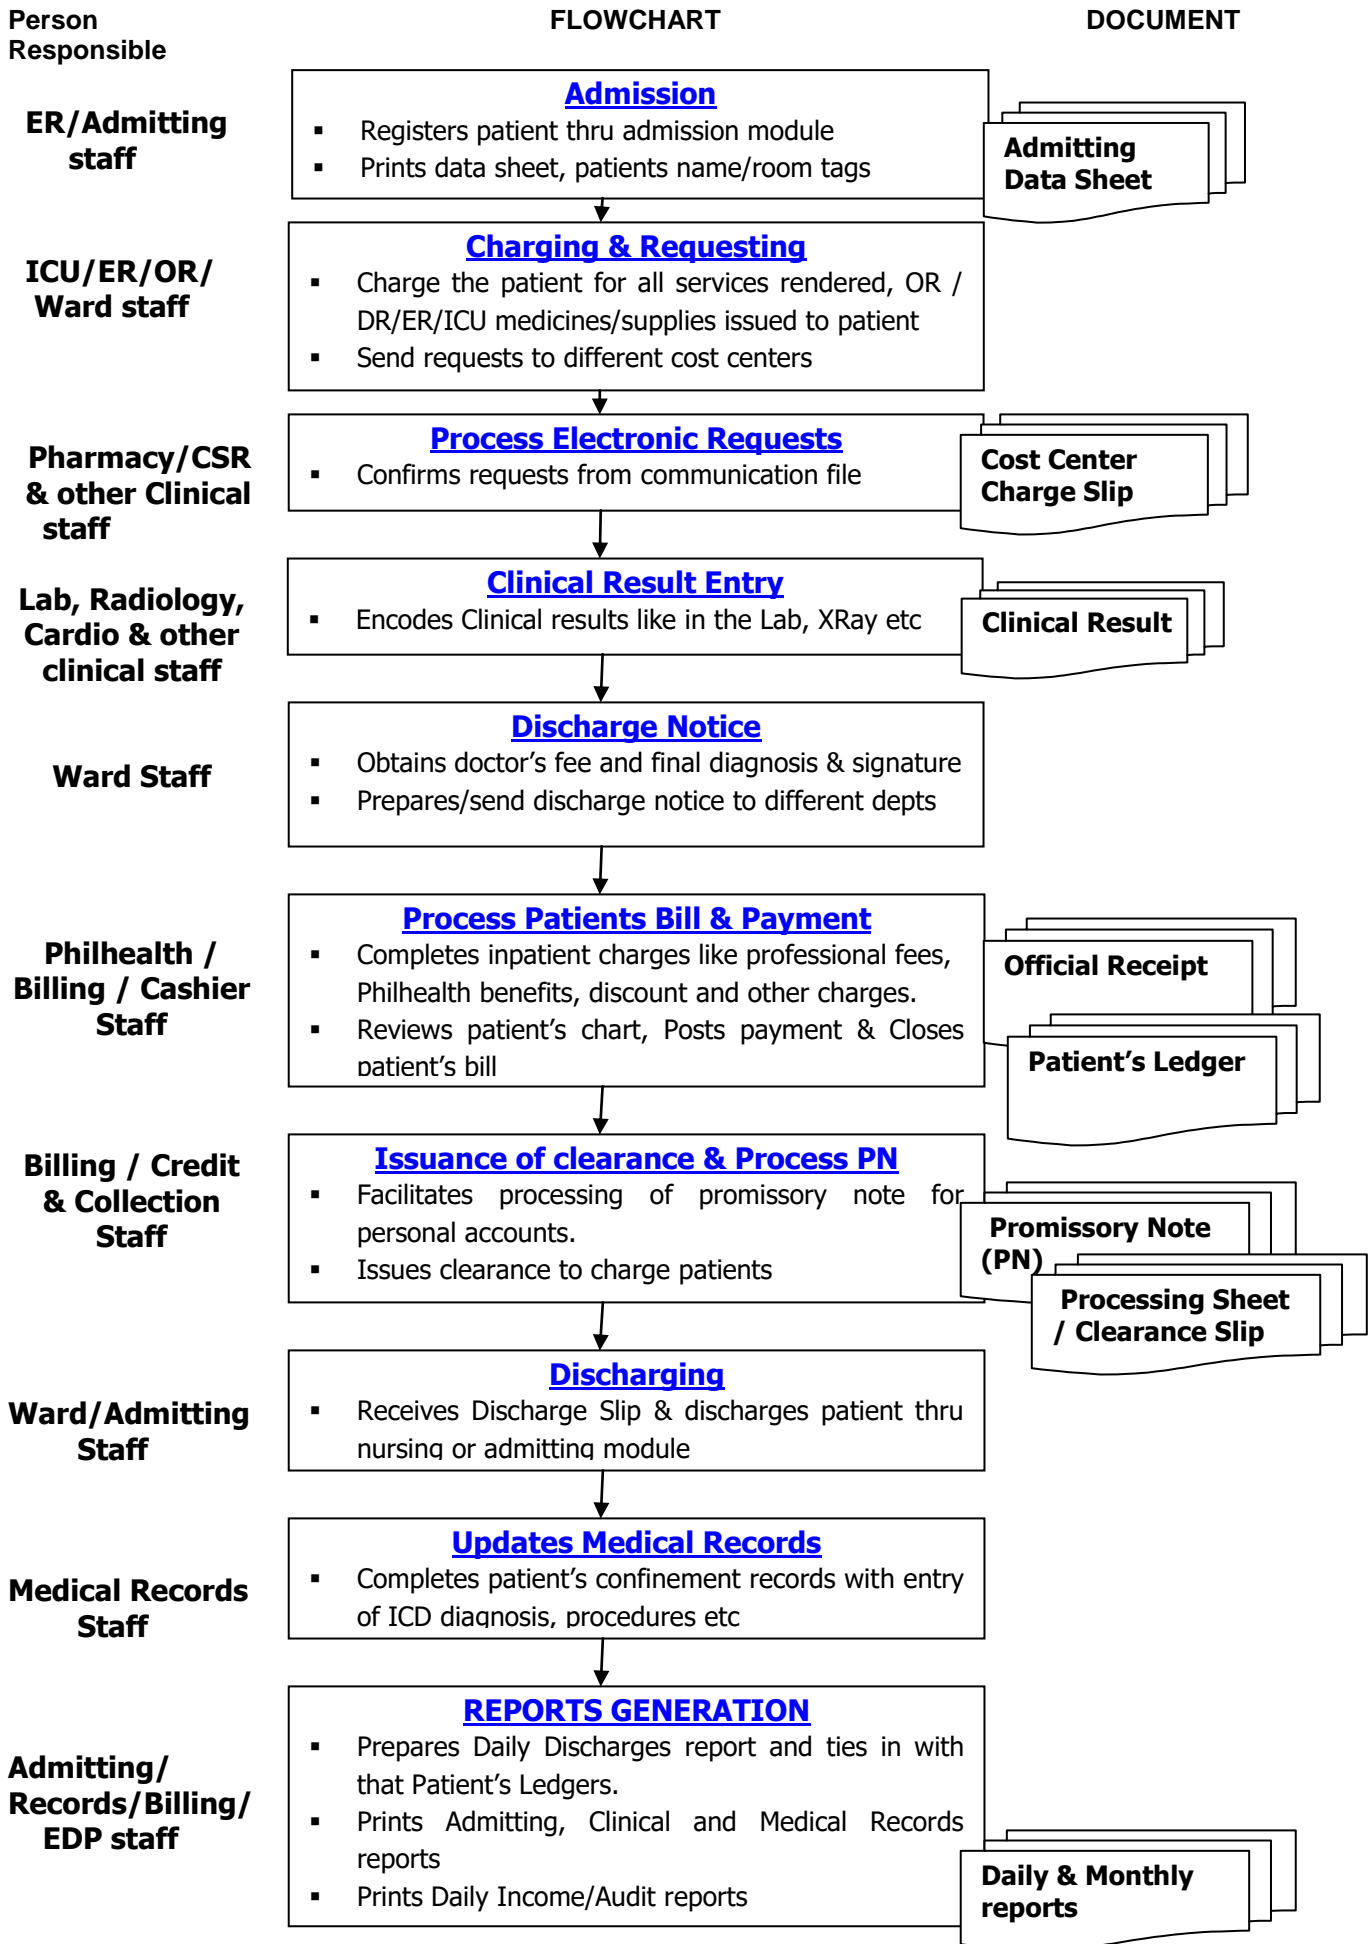 Person
Responsible
FLOWCHART
DOCUMENT
ER/Admitting
staff
Admission
▪ Registers patient thru admission module
▪ Prints data sheet, patients name/room tags
Admitting
Data Sheet
ICU/ER/OR/
Ward staff
Charging & Requesting
▪ Charge the patient for all services rendered, OR /
DR/ER/ICU medicines/supplies issued to patient
▪ Send requests to different cost centers
Pharmacy/CSR
& other Clinical
staff
Process Electronic Requests
▪ Confirms requests from communication file
Cost Center
Charge Slip
Lab, Radiology,
Cardio & other
clinical staff
Clinical Result Entry
▪ Encodes Clinical results like in the Lab, XRay etc
Clinical Result
Ward Staff
Discharge Notice
▪ Obtains doctor’s fee and final diagnosis & signature
▪ Prepares/send discharge notice to different depts
Philhealth /
Billing / Cashier
Staff
Process Patients Bill & Payment
▪ Completes inpatient charges like professional fees,
Philhealth benefits, discount and other charges.
▪ Reviews patient’s chart, Posts payment & Closes
patient’s bill
Official Receipt
Patient’s Ledger
Billing / Credit
& Collection
Staff
Issuance of clearance & Process PN
▪ Facilitates processing of promissory note for
personal accounts.
▪ Issues clearance to charge patients
Promissory Note
(PN)
Processing Sheet
/ Clearance Slip
Ward/Admitting
Staff
Discharging
▪ Receives Discharge Slip & discharges patient thru
nursing or admitting module
Medical Records
Staff
Updates Medical Records
▪ Completes patient’s confinement records with entry
of ICD diagnosis, procedures etc
Admitting/
Records/Billing/
EDP staff
REPORTS GENERATION
▪ Prepares Daily Discharges report and ties in with
that Patient’s Ledgers.
▪ Prints Admitting, Clinical and Medical Records
reports
▪ Prints Daily Income/Audit reports
Daily & Monthly
reports